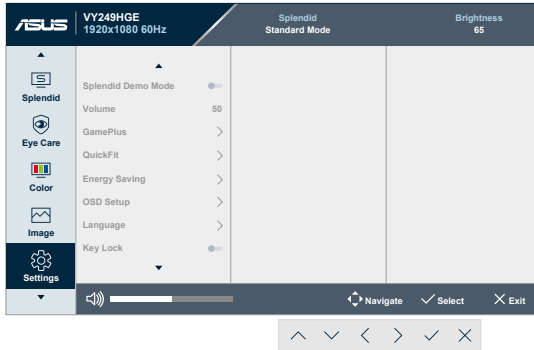 ASUS
VY249HGE
1920x1080 60Hz
Splendid
Standard Mode
Brightness
65
Splendid
Eye Care
Color
Image
Settings
Splendid Demo Mode
Volume 50
GamePlus
QuickFit
Energy Saving
OSD Setup
Language
Key Lock
Navigate Select Exit